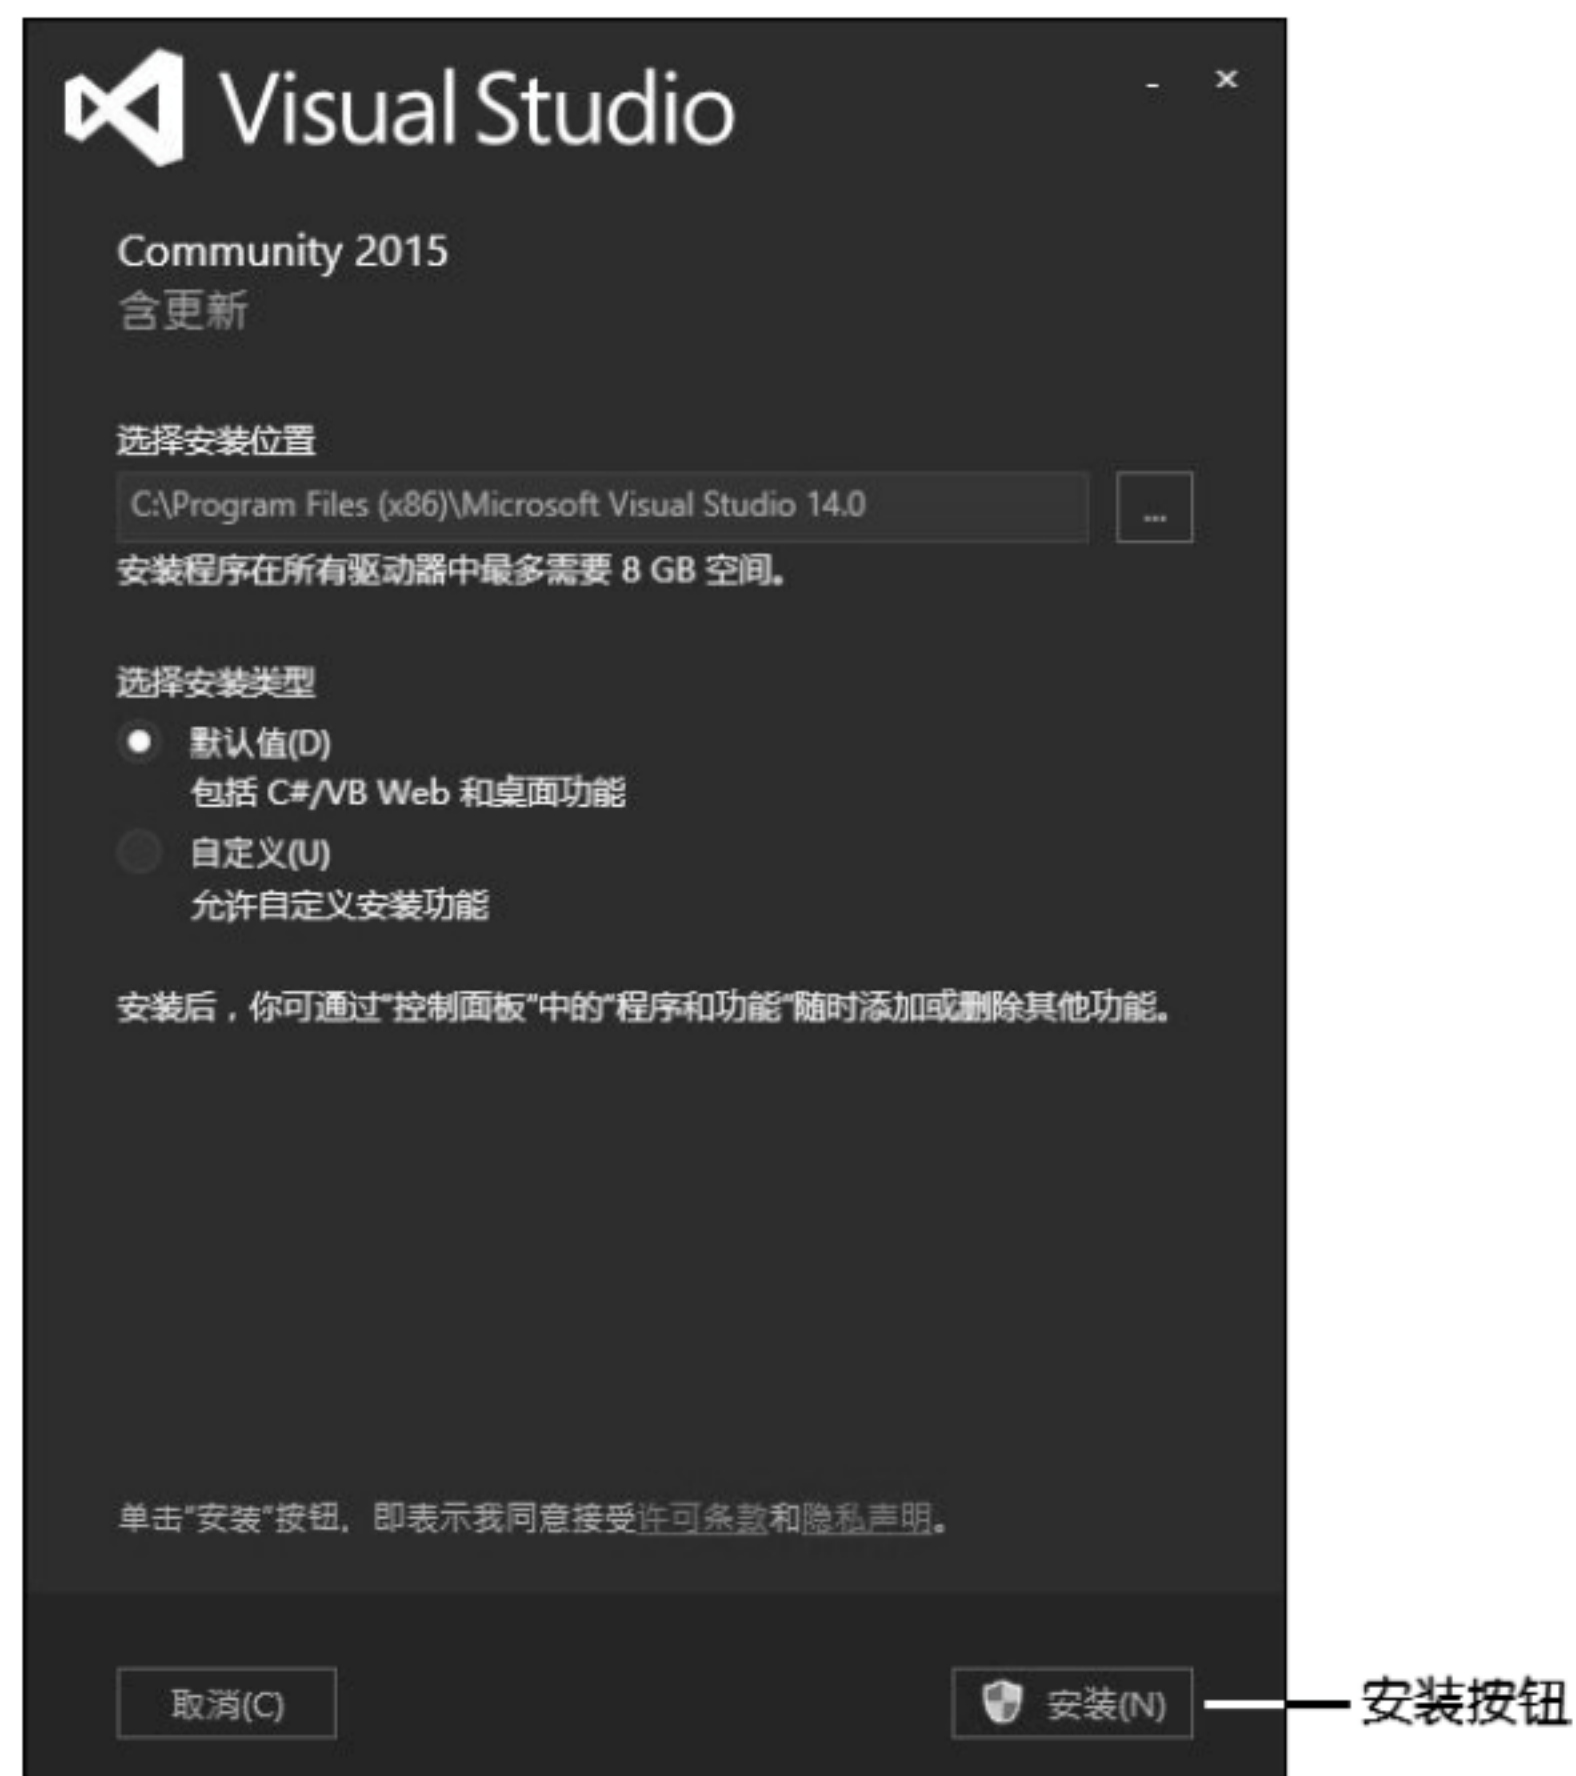 Visual Studio
Community 2015
含更新
选择安装位置
C:\Program Files (x86)\Microsoft Visual Studio 14.0
...
安装程序在所有驱动器中最多需要 8 GB 空间。
选择安装类型
默认值(D)
包括 C#/VB Web 和桌面功能
自定义(U)
允许自定义安装功能
安装后，你可通过"控制面板"中的"程序和功能"随时添加或删除其他功能。
单击"安装"按钮，即表示我同意接受许可条款和隐私声明。
取消(C) 安装(N) 安装按钮